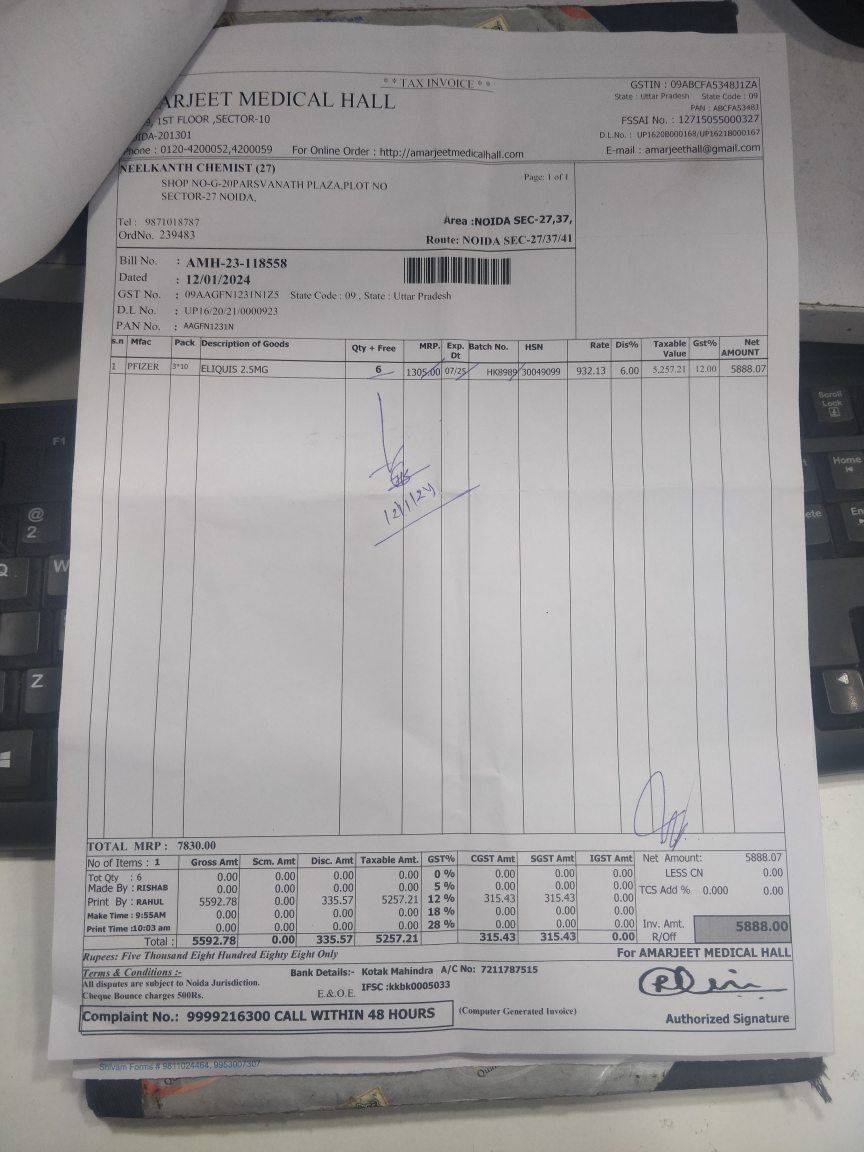 * * TAX INVOICE * *
ARJEET MEDICAL HALL
1ST FLOOR ,SECTOR-10
IDA-201301
Phone : 0120-4200052,4200059 For Online Order : http://amarjeetmedicalhall.com
GSTIN : 09ABCFA5348J1ZA
State : Uttar Pradesh State Code : 09
PAN : ABCFA5348J
FSSAI No. : 12715055000327
D.L.No. : UP1620B000168/UP1621B000167
E-mail : amarjeethall@gmail.com
NEELKANTH CHEMIST (27)
Page: 1 of 1
SHOP NO-G-20PARSVANATH PLAZA,PLOT NO
SECTOR-27 NOIDA,
Tel : 9871018787 Area :NOIDA SEC-27,37,
OrdNo. 239483 Route: NOIDA SEC-27/37/41
Bill No. : AMH-23-118558
Dated : 12/01/2024
GST No. : 09AAGFN1231N1Z5 State Code : 09 , State : Uttar Pradesh
D.L No. : UP16/20/21/0000923
PAN No. : AAGFN1231N
s.n Mfac Pack Description of Goods Qty + Free MRP. Exp. Dt Batch No. HSN Rate Dis% Taxable Value Gst% Net AMOUNT
1 PFIZER 3*10 ELIQUIS 2.5MG 6 1305.00 07/25 HK8989 30049099 932.13 6.00 5,257.21 12.00 5888.07
12/1/24
TOTAL MRP : 7830.00
No of Items : 1 Gross Amt Scm. Amt Disc. Amt Taxable Amt. GST% CGST Amt SGST Amt IGST Amt
Tot Qty : 6 0.00 0.00 0.00 0.00 0 % 0.00 0.00 0.00
Made By : RISHAB 0.00 0.00 0.00 0.00 5 % 0.00 0.00 0.00
Print By : RAHUL 5592.78 0.00 335.57 5257.21 12 % 315.43 315.43 0.00
Make Time : 9:55AM 0.00 0.00 0.00 0.00 18 % 0.00 0.00 0.00
Print Time :10:03 am 0.00 0.00 0.00 0.00 28 % 0.00 0.00 0.00
Total : 5592.78 0.00 335.57 5257.21 315.43 315.43 0.00
Net Amount: 5888.07
LESS CN 0.00
TCS Add % 0.000 0.00
Inv. Amt. 5888.00
R/Off
Rupees: Five Thousand Eight Hundred Eighty Eight Only
For AMARJEET MEDICAL HALL
Terms & Conditions :-
All disputes are subject to Noida Jurisdiction.
Cheque Bounce charges 500Rs.
Bank Details:- Kotak Mahindra A/C No: 7211787515
IFSC :kkbk0005033
E.& O.E.
Complaint No.: 9999216300 CALL WITHIN 48 HOURS
(Computer Generated Invoice)
Authorized Signature
Shivam Forms # 9811024464, 9953007307
F1
@
2
Q
W
Z
Scroll
Lock
Home